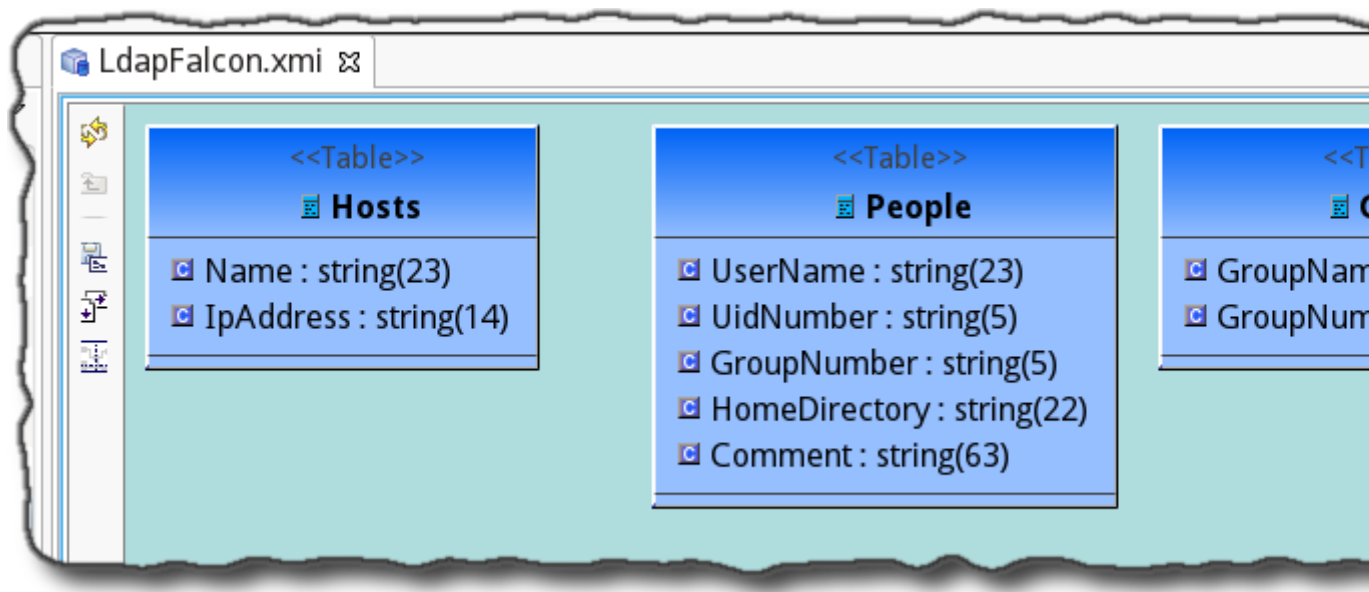 LdapFalcon.xmi
<<Table>>
Hosts
Name : string(23)
IpAddress : string(14)
<<Table>>
People
UserName : string(23)
UidNumber : string(5)
GroupNumber : string(5)
HomeDirectory : string(22)
Comment : string(63)